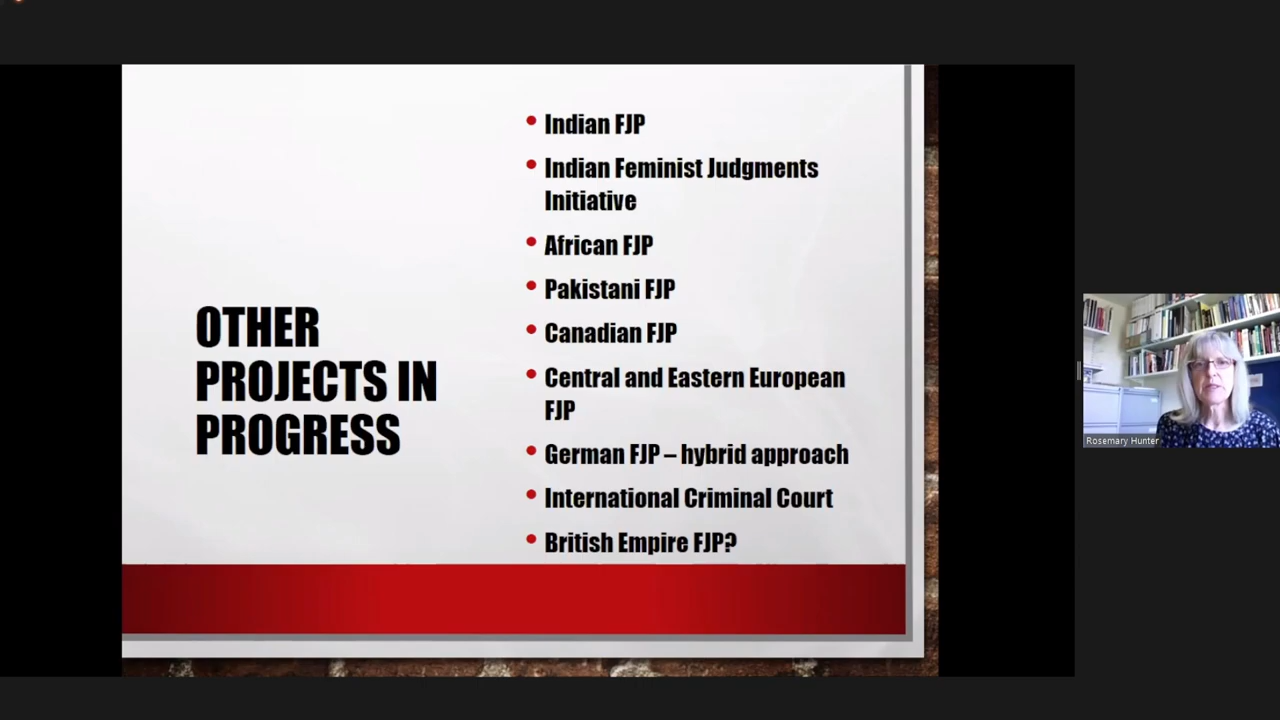 OTHER
PROJECTS IN
PROGRESS
• Indian FJP
• Indian Feminist Judgments
Initiative
• African FJP
• Pakistani FJP
• Canadian FJP
• Central and Eastern European
FJP
• German FJP – hybrid approach
• International Criminal Court
• British Empire FJP?
Rosemary Hunter